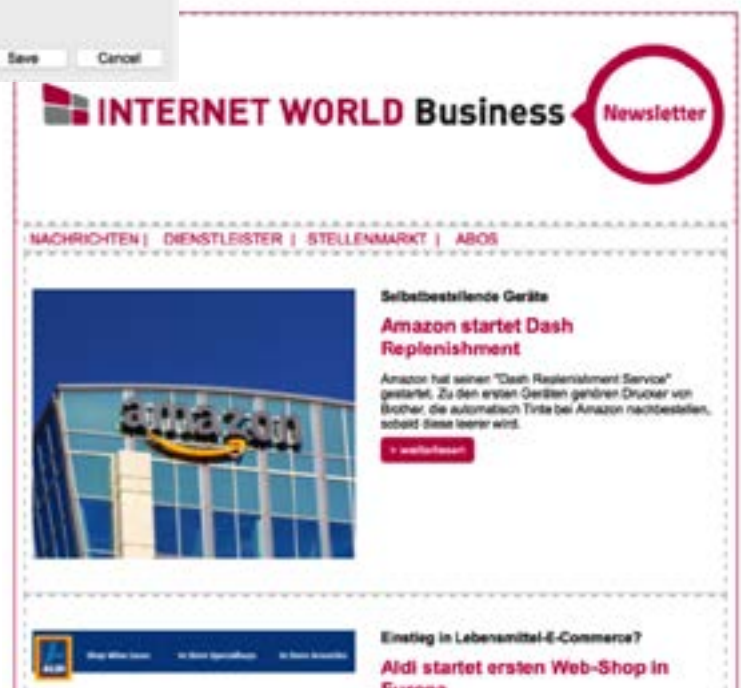 Save Cancel
INTERNET WORLD Business
Newsletter
NACHRICHTEN | DIENSTLEISTER | STELLENMARKT | ABOS
Selbstbestellende Geräte
Amazon startet Dash
Replenishment
Amazon hat seinen "Dash Replenishment Service"
gestartet. Zu den ersten Geräten gehören Drucker von
Brother, die automatisch Tinte bei Amazon nachbestellen,
sobald diese leerer wird.
> weiterlesen
amazon
Einstieg in Lebensmittel-E-Commerce?
ALDI
Aldi startet ersten Web-Shop in
Europa